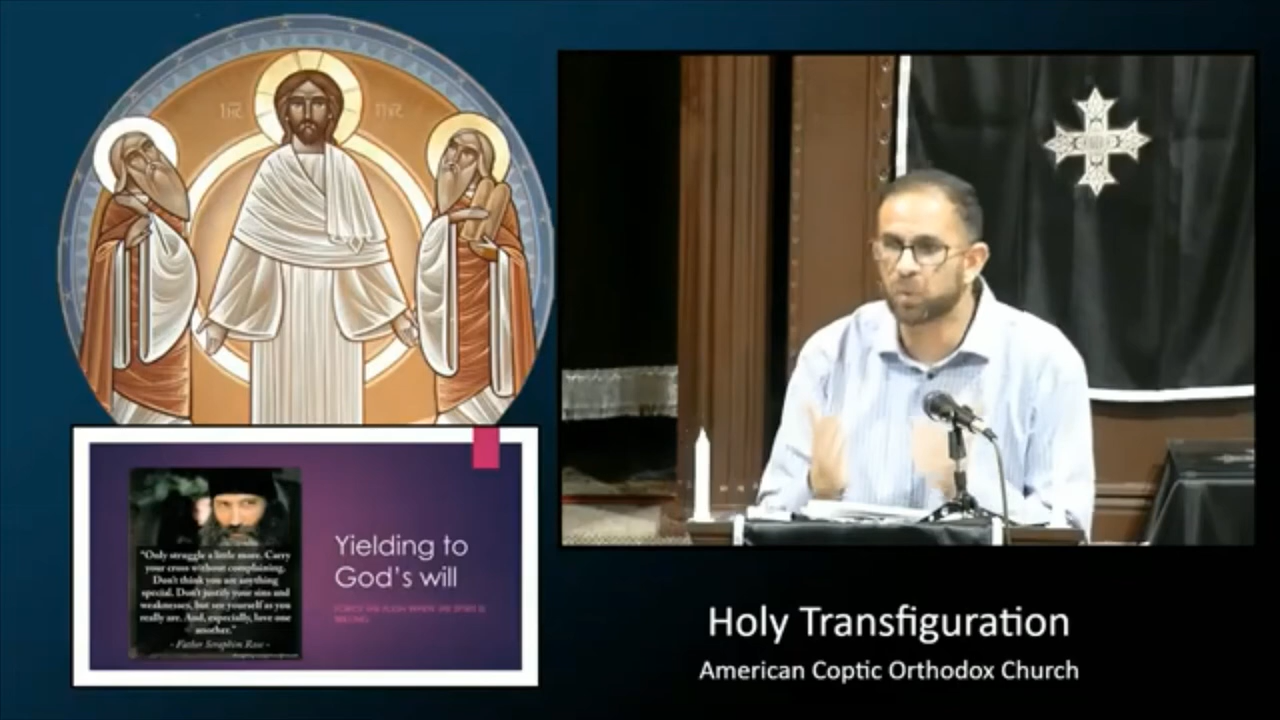 "Only struggle a little more. Carry
your cross without complaining.
Don't think you are anything
special. Don't justify your sins and
weaknesses, but see yourself as you
really are. And, especially, love one
another."
- Father Seraphim Rose -
Yielding to
God's will
Holy Transfiguration
American Coptic Orthodox Church